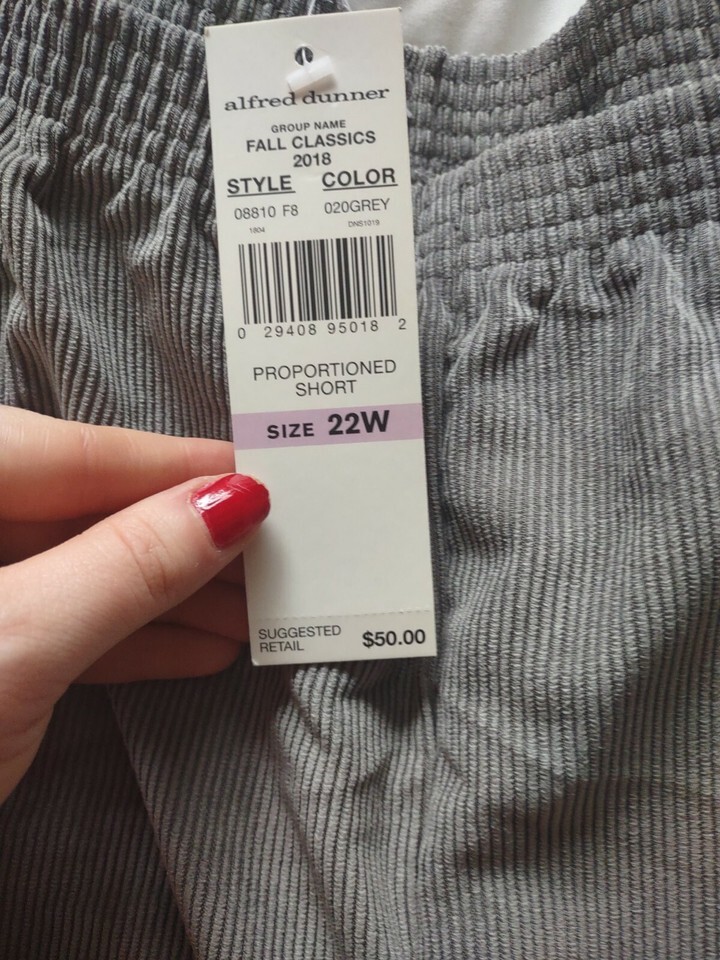 alfred dunner
GROUP NAME
FALL CLASSICS
2018
STYLE COLOR
08810 F8 020GREY
1804 DNS1019
0 29408 95018 2
PROPORTIONED
SHORT
SIZE 22W
SUGGESTED
RETAIL $50.00